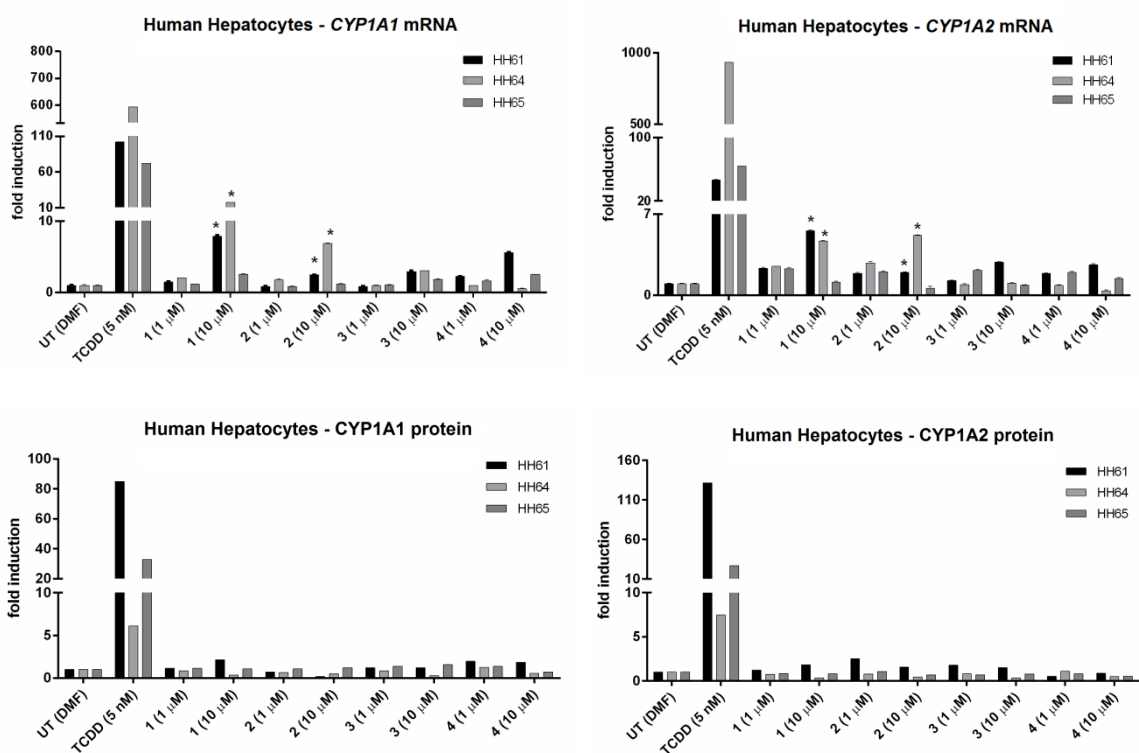 Human Hepatocytes - CYP1A1 mRNA
fold induction
800
700
600
110
60
10
10
0
HH61
HH64
HH65
*
*
*
*
UT (DMF)
TCDD (5 nM)
1 (1 μM)
1 (10 μM)
2 (1 μM)
2 (10 μM)
3 (1 μM)
3 (10 μM)
4 (1 μM)
4 (10 μM)
Human Hepatocytes - CYP1A2 mRNA
fold induction
1000
500
100
20
7
0
HH61
HH64
HH65
*
*
*
*
UT (DMF)
TCDD (5 nM)
1 (1 μM)
1 (10 μM)
2 (1 μM)
2 (10 μM)
3 (1 μM)
3 (10 μM)
4 (1 μM)
4 (10 μM)
Human Hepatocytes - CYP1A1 protein
fold induction
100
80
60
40
20
10
5
0
HH61
HH64
HH65
UT (DMF)
TCDD (5 nM)
1 (1 μM)
1 (10 μM)
2 (1 μM)
2 (10 μM)
3 (1 μM)
3 (10 μM)
4 (1 μM)
4 (10 μM)
Human Hepatocytes - CYP1A2 protein
fold induction
160
110
60
10
10
5
0
HH61
HH64
HH65
UT (DMF)
TCDD (5 nM)
1 (1 μM)
1 (10 μM)
2 (1 μM)
2 (10 μM)
3 (1 μM)
3 (10 μM)
4 (1 μM)
4 (10 μM)